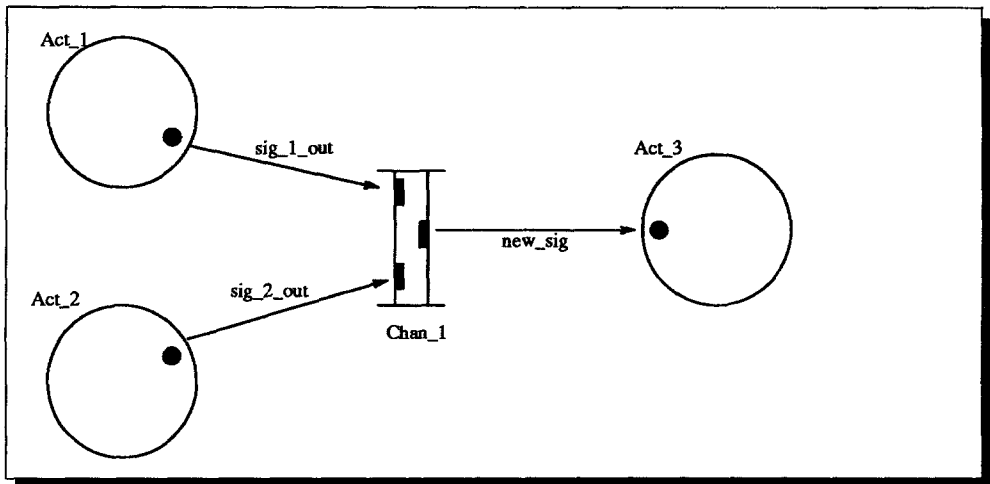 Act_1
sig_1_out
Act_3
new_sig
sig_2_out
Act_2
Chan_1